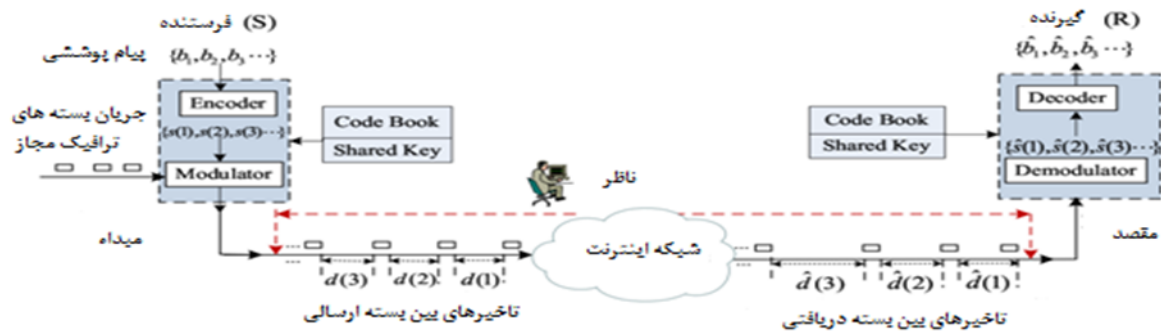 فرستنده (S)
پیام پوششی
{b₁, b₂, b₃ ⋯}
Encoder
جریان بسته های
ترافیک مجاز
{s(1), s(2), s(3)⋯}
Modulator
Code Book
Shared Key
ناظر
میداء
d(3) d(2) d(1)
تاخیرهای بین بسته ارسالی
شبکه اینترنت
گیرنده (R)
{b̂₁, b̂₂, b̂₃ ⋯}
Decoder
Code Book
Shared Key
{ŝ(1), ŝ(2), ŝ(3)⋯}
Demodulator
مقصد
d̂(3) d̂(2) d̂(1)
تاخیرهای بین بسته دریافتی